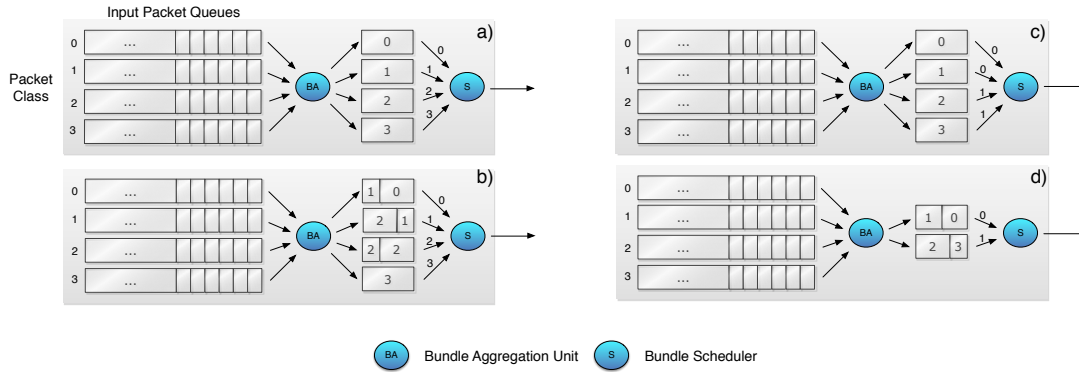 Input Packet Queues
Packet
Class
a)
0 ... 0 0
1 ... 1 1
2 ... 2 2
3 ... 3 3
BA S
c)
0 ... 0 0
1 ... 1 0
2 ... 2 1
3 ... 3 1
BA S
b)
0 ... 1 0 0
1 ... 2 1 1
2 ... 2 2 2
3 ... 3 3
BA S
d)
0 ...
1 ... 1 0 0
2 ... 2 3 1
3 ...
BA S
BA Bundle Aggregation Unit S Bundle Scheduler